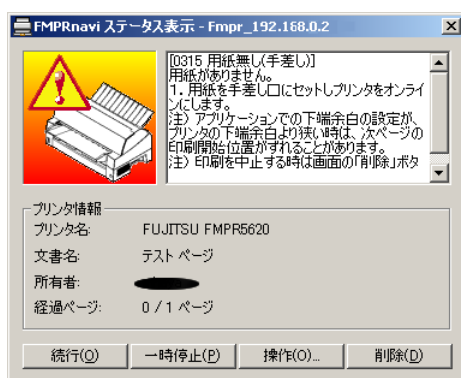 FMPRnavi ステータス表示 - Fmpr_192.168.0.2
[0315 用紙無し(手差し)]
用紙がありません。
1．用紙を手差し口にセットしプリンタをオンラ
インにします。
注）アプリケーションでの下端余白の設定が、
プリンタの下端余白より狭い時は、次ページの
印刷開始位置がずれることがあります。
注）印刷を中止する時は画面の「削除」ボタ
プリンタ情報
プリンタ名: FUJITSU FMPR5620
文書名: テスト ページ
所有者:
経過ページ: 0 / 1 ページ
続行(O) 一時停止(P) 操作(O)... 削除(D)